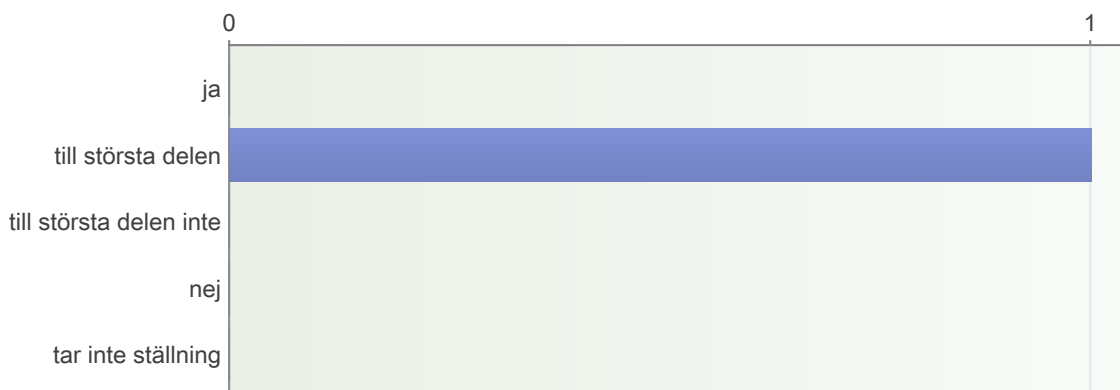 0 1
ja
till största delen
till största delen inte
nej
tar inte ställning